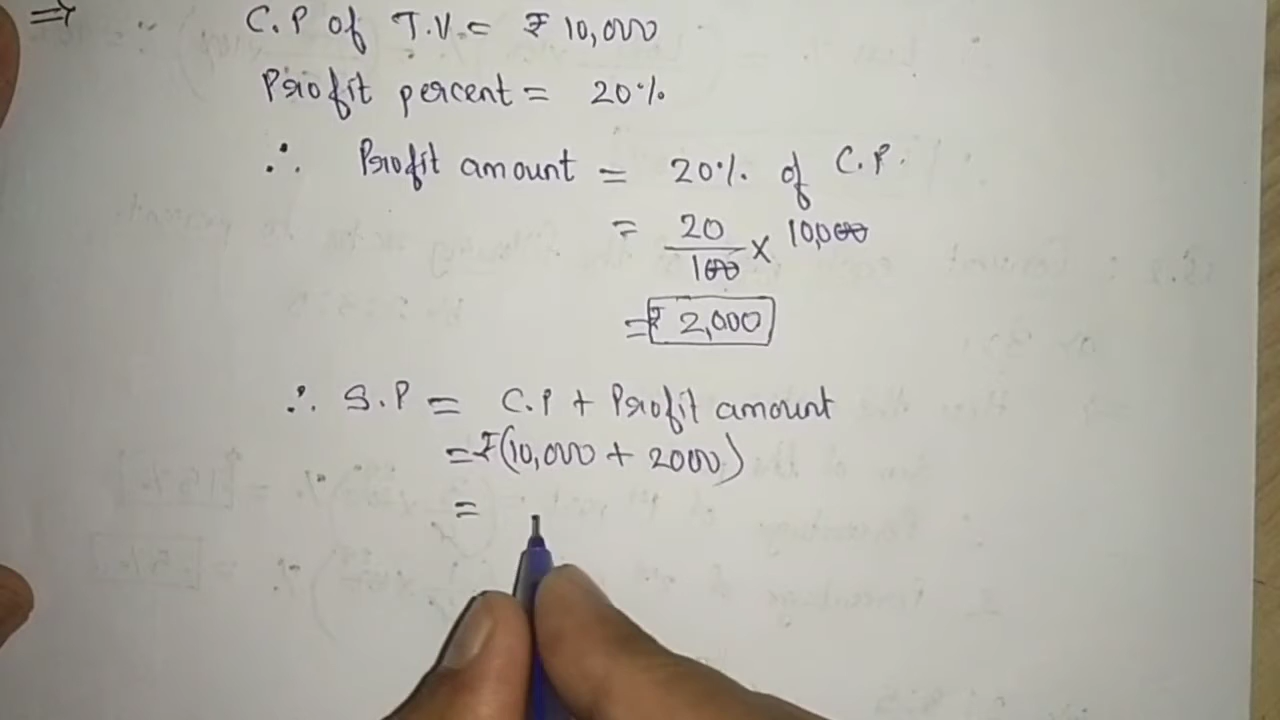 ⇒ C.P of T.V. = ₹ 10,000
Profit percent = 20%
∴ Profit amount = 20% of C.P.
= 20/100 × 10,000
= ₹ 2,000
∴ S.P = C.P + Profit amount
= ₹(10,000 + 2000)
=